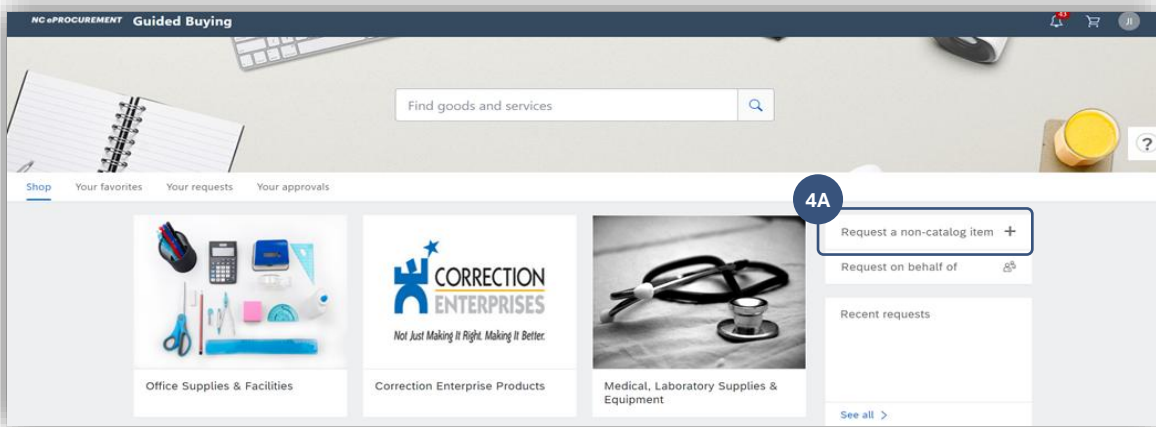 NC ePROCUREMENT Guided Buying
43
JI
Find goods and services
?
Shop Your favorites Your requests Your approvals
4A
Request a non-catalog item +
Request on behalf of
Recent requests
CORRECTION
ENTERPRISES
Not Just Making It Right. Making It Better.
Office Supplies & Facilities
Correction Enterprise Products
Medical, Laboratory Supplies &
Equipment
See all >